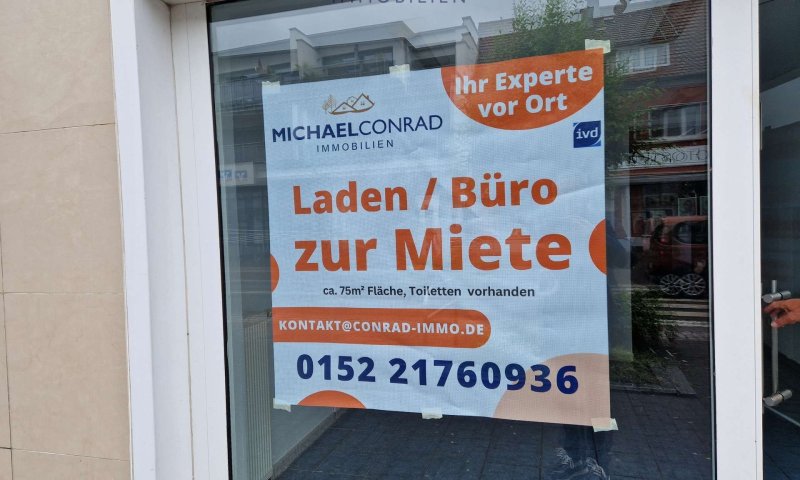 IMMOBILIEN
Ihr Experte
vor Ort
MICHAELCONRAD
IMMOBILIEN
ivd
Laden / Büro
zur Miete
ca. 75m² Fläche, Toiletten vorhanden
KONTAKT@CONRAD-IMMO.DE
0152 21760936